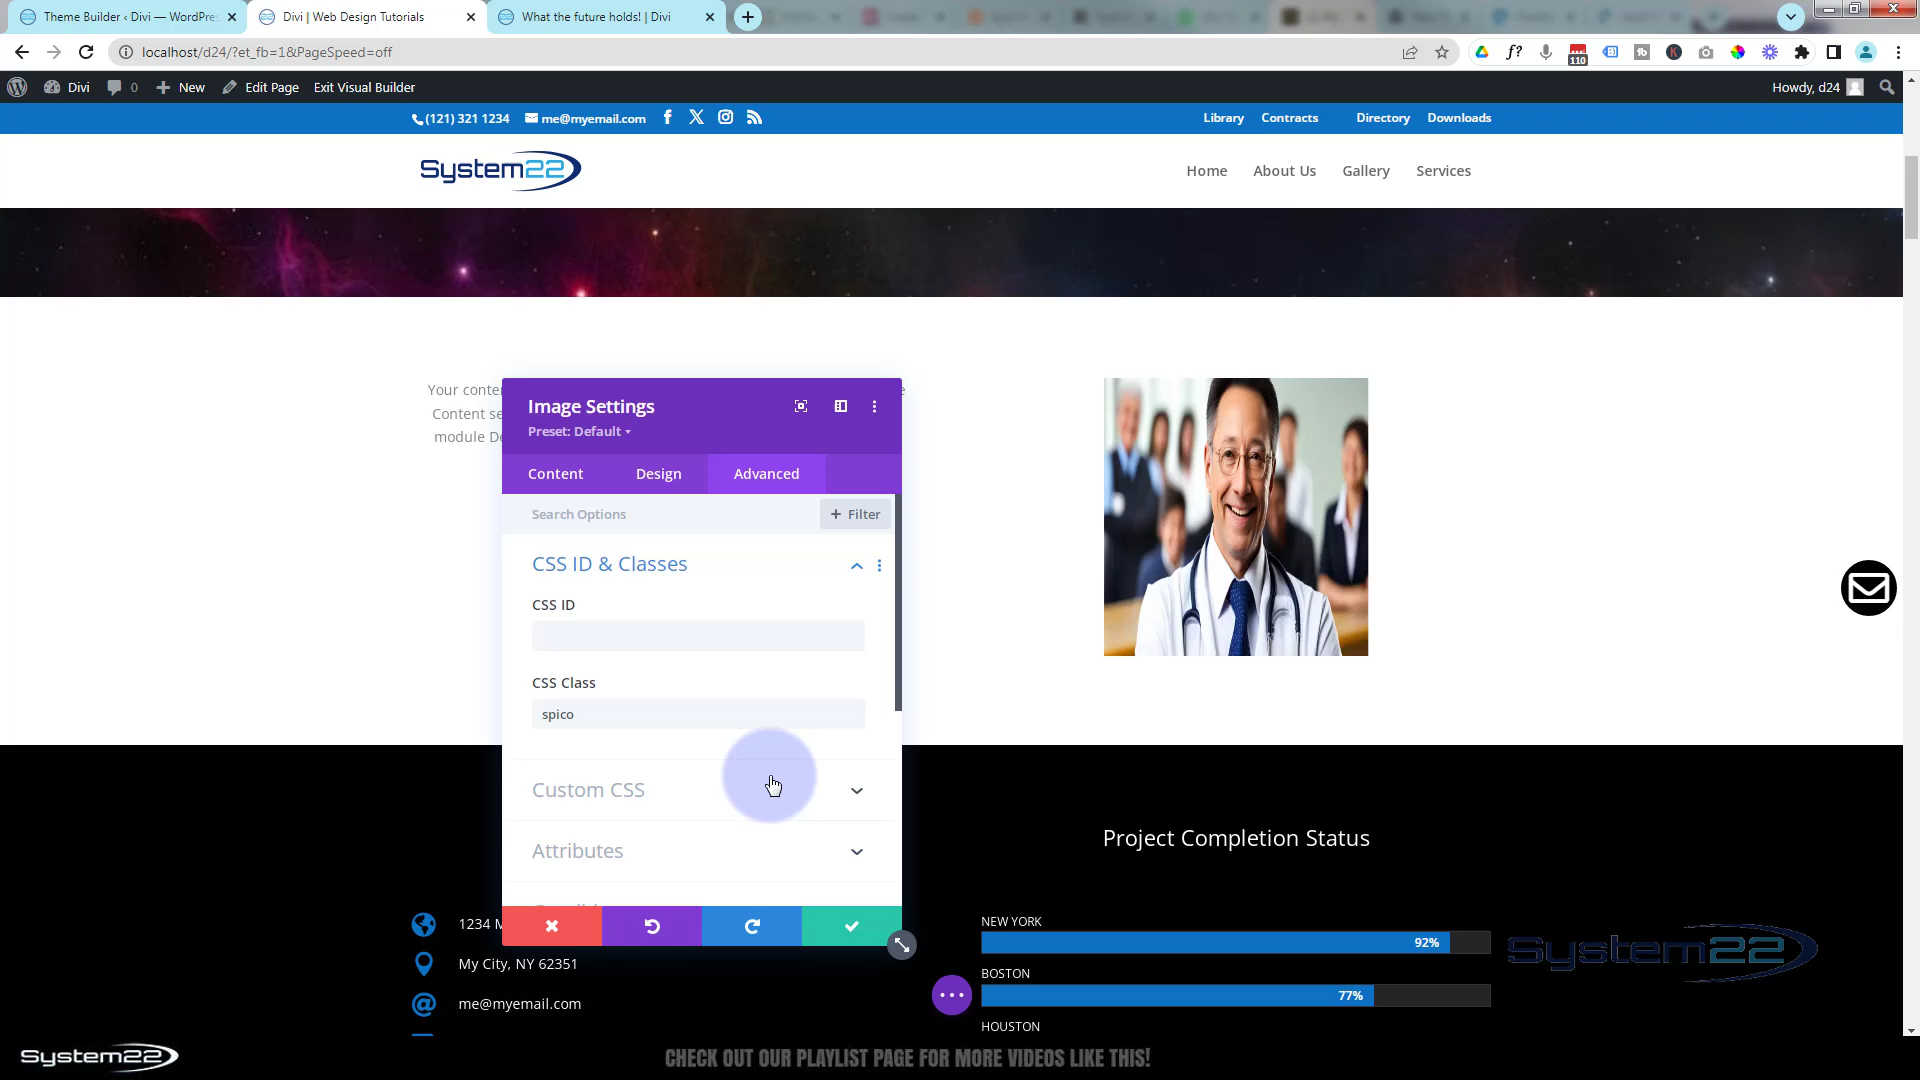 Theme Builder ‹ Divi — WordPre
Divi | Web Design Tutorials
What the future holds! | Divi
localhost/d24/?et_fb=1&PageSpeed=off
110
Divi
0
New
Edit Page
Exit Visual Builder
Howdy, d24
(121) 321 1234
me@myemail.com
Library
Contracts
Directory
Downloads
System22
Home
About Us
Gallery
Services
Your conte
Content se
module De
Image Settings
Preset: Default
Content
Design
Advanced
Search Options
+ Filter
CSS ID & Classes
CSS ID
CSS Class
spico
Custom CSS
Attributes
Project Completion Status
1234 M
My City, NY 62351
me@myemail.com
NEW YORK
92%
BOSTON
77%
HOUSTON
System22
System22
CHECK OUT OUR PLAYLIST PAGE FOR MORE VIDEOS LIKE THIS!